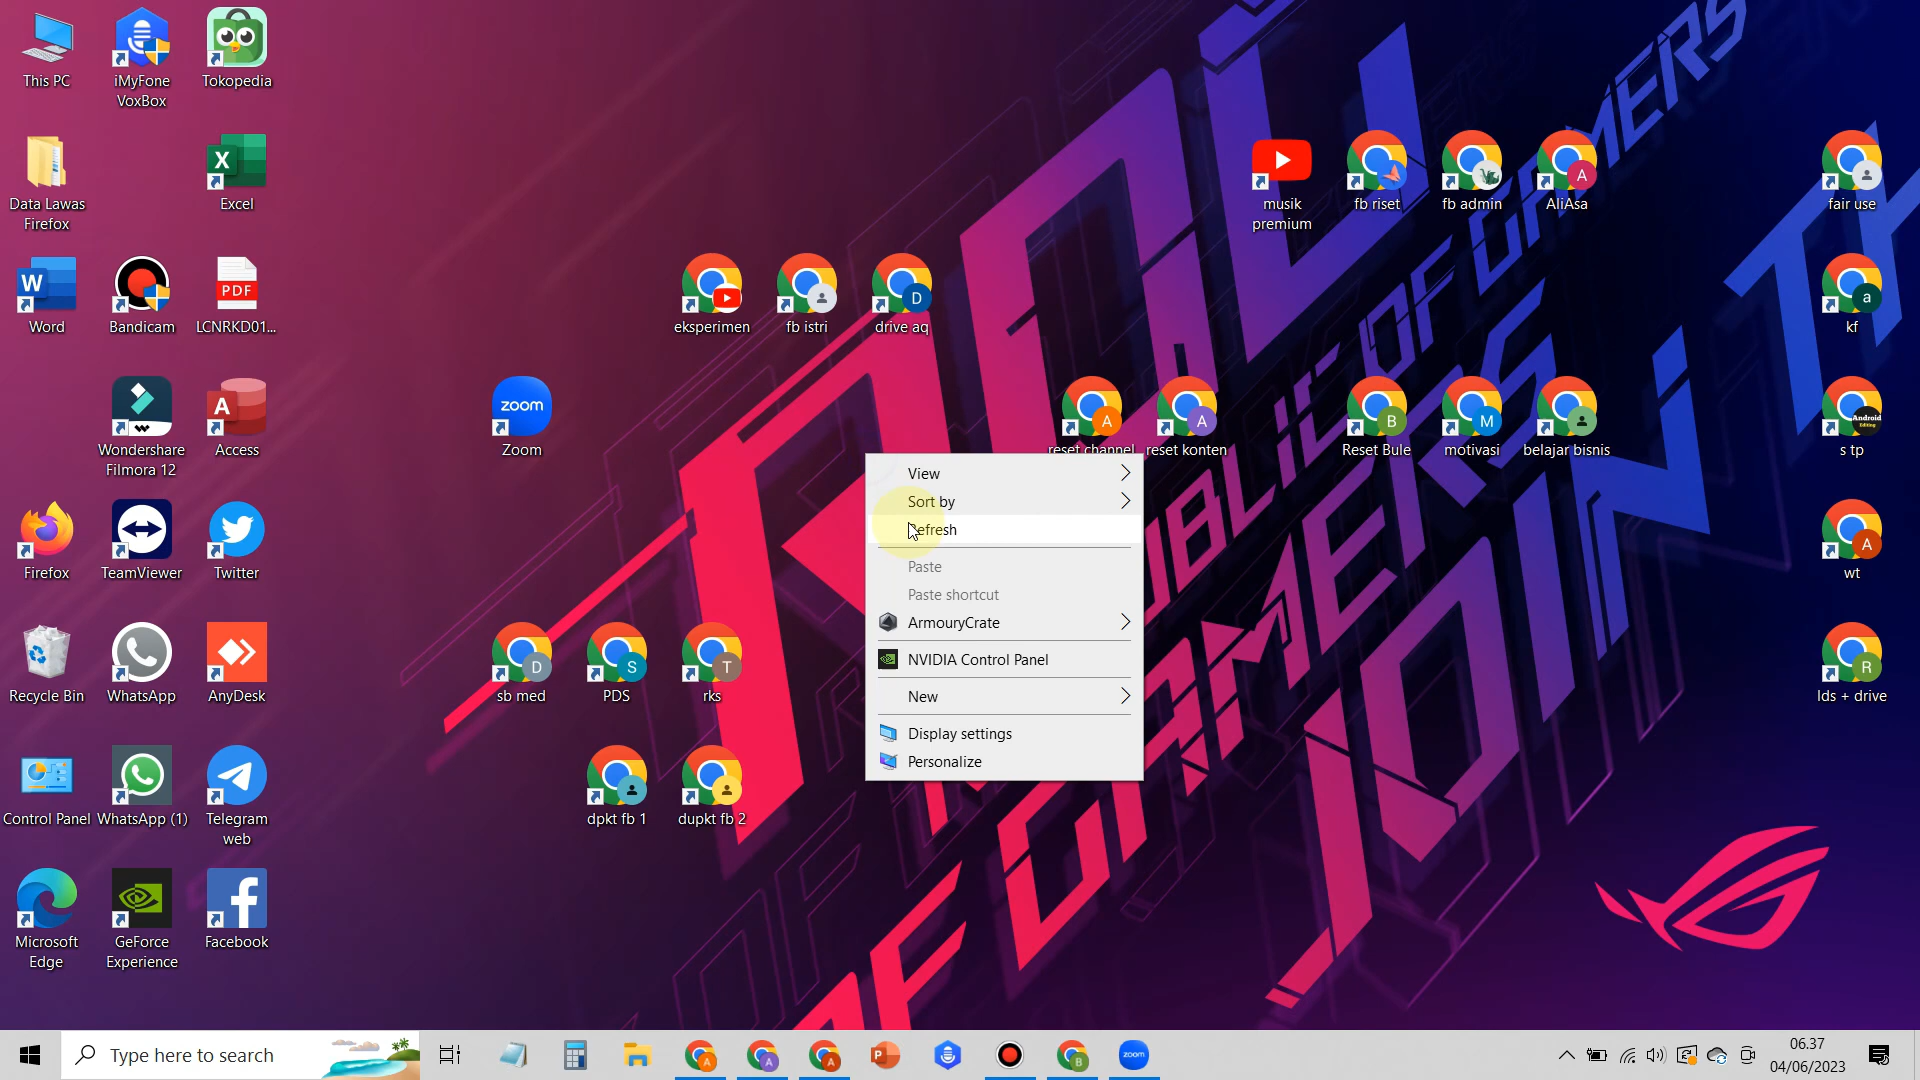 This PC
iMyFone
VoxBox
Tokopedia
Data Lawas
Firefox
Excel
musik
premium
fb riset
fb admin
AliAsa
fair use
Word
Bandicam
LCNRKD01...
eksperimen
fb istri
drive aq
kf
Wondershare
Filmora 12
Access
Zoom
reset channel
reset konten
Reset Bule
motivasi
belajar bisnis
s tp
View
Sort by
Refresh
Paste
Paste shortcut
ArmouryCrate
NVIDIA Control Panel
New
Display settings
Personalize
Firefox
TeamViewer
Twitter
wt
Recycle Bin
WhatsApp
AnyDesk
sb med
PDS
rks
lds + drive
Control Panel
WhatsApp (1)
Telegram
web
dpkt fb 1
dupkt fb 2
Microsoft
Edge
GeForce
Experience
Facebook
Type here to search
06.37
04/06/2023